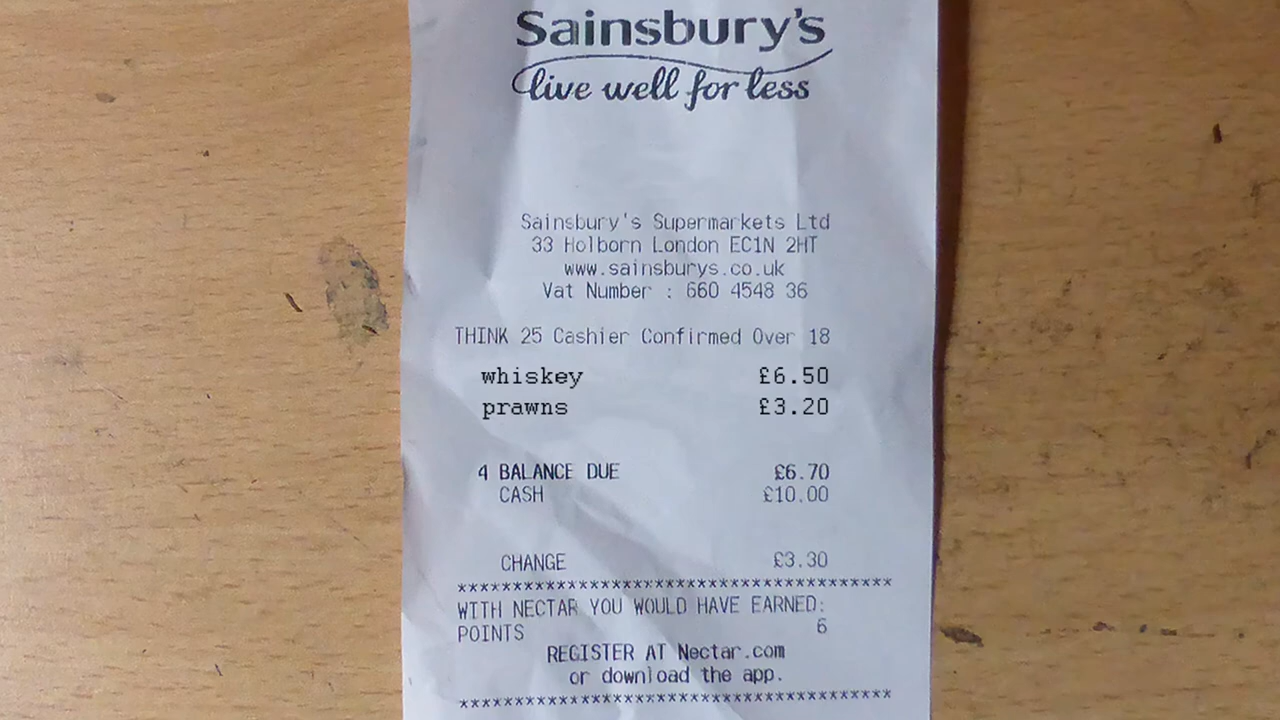 Sainsbury's
live well for less
Sainsbury's Supermarkets Ltd
33 Holborn London EC1N 2HT
www.sainsburys.co.uk
Vat Number : 660 4548 36
THINK 25 Cashier Confirmed Over 18
whiskey £6.50
prawns £3.20
4 BALANCE DUE £6.70
CASH £10.00
CHANGE £3.30
****************************************
WITH NECTAR YOU WOULD HAVE EARNED:
POINTS 6
REGISTER AT Nectar.com
or download the app.
****************************************